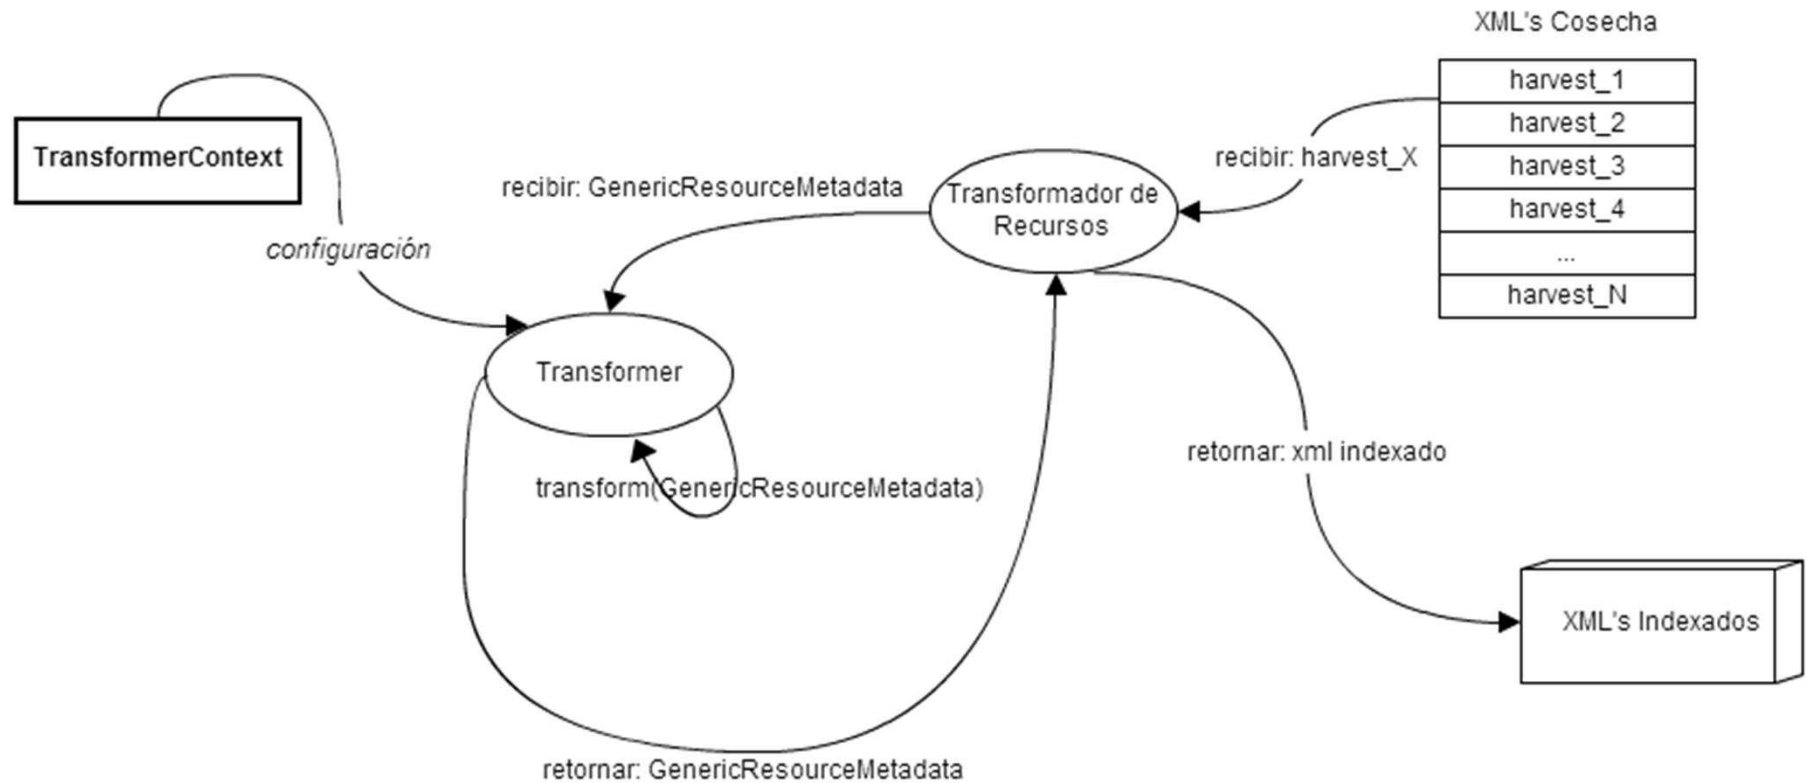 XML's Cosecha
harvest_1
harvest_2
harvest_3
harvest_4
...
harvest_N
TransformerContext
recibir: harvest_X
recibir: GenericResourceMetadata
Transformador de
Recursos
configuración
Transformer
transform(GenericResourceMetadata)
retornar: xml indexado
XML's Indexados
retornar: GenericResourceMetadata